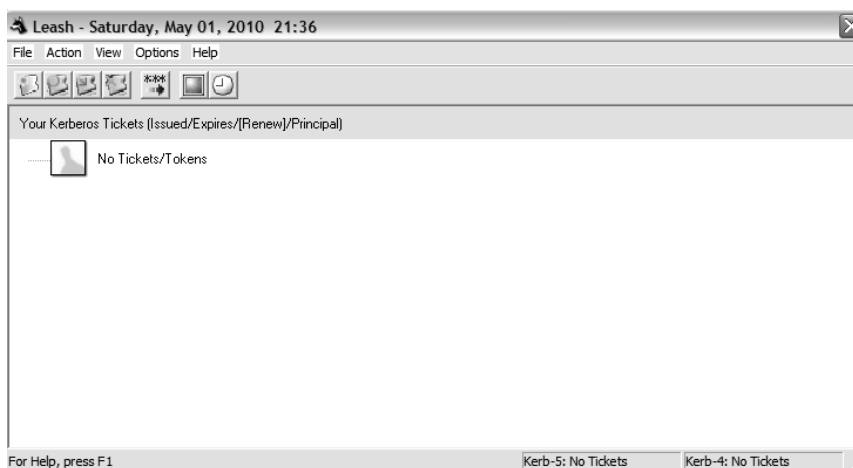 Leash - Saturday, May 01, 2010 21:36
File Action View Options Help
***
Your Kerberos Tickets (Issued/Expires/[Renew]/Principal)
No Tickets/Tokens
For Help, press F1 Kerb-5: No Tickets Kerb-4: No Tickets